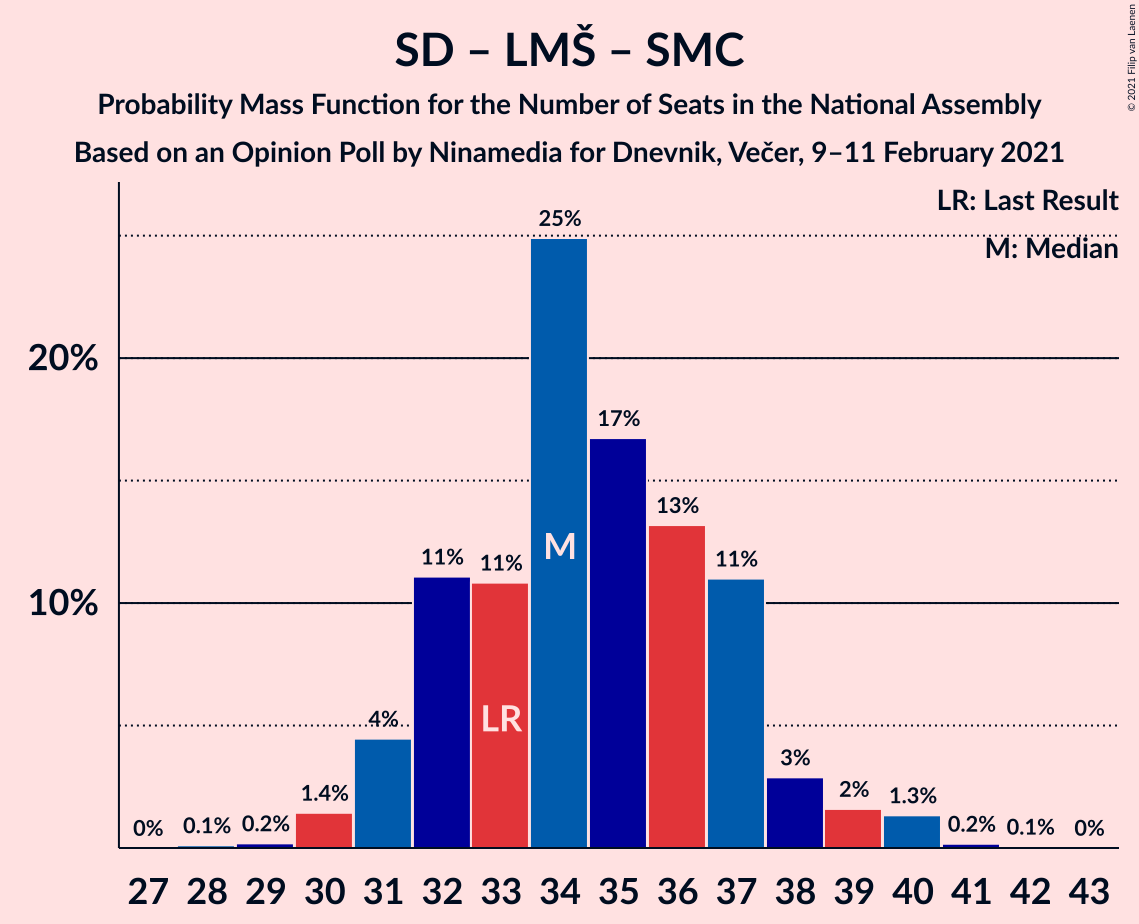 SD – LMŠ – SMC
Probability Mass Function for the Number of Seats in the National Assembly
Based on an Opinion Poll by Ninamedia for Dnevnik, Večer, 9–11 February 2021
© 2021 Filip van Laenen
LR: Last Result
M: Median
20%
10%
0%
0.1%
0.2%
1.4%
4%
11%
11%
25%
17%
13%
11%
3%
2%
1.3%
0.2%
0.1%
0%
LR
M
27 28 29 30 31 32 33 34 35 36 37 38 39 40 41 42 43